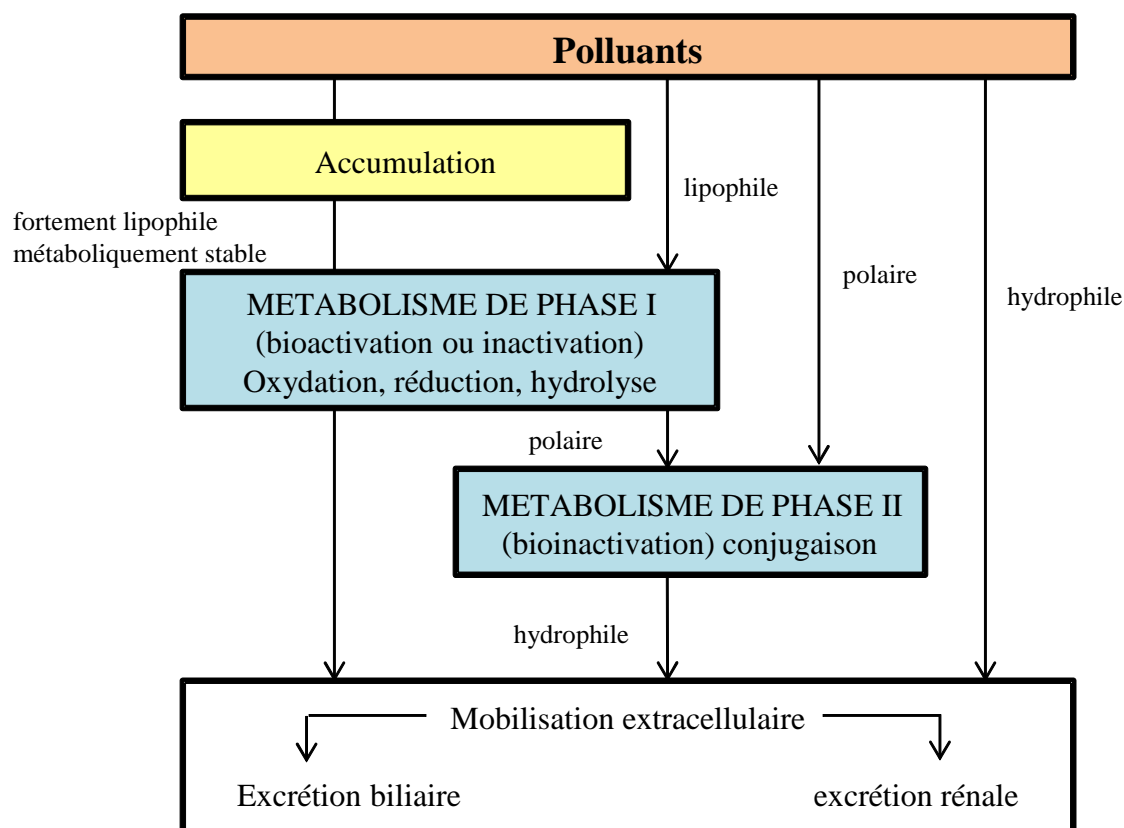 Polluants
Accumulation
lipophile
fortement lipophile
métaboliquement stable
polaire
hydrophile
METABOLISME DE PHASE I
(bioactivation ou inactivation)
Oxydation, réduction, hydrolyse
polaire
METABOLISME DE PHASE II
(bioinactivation) conjugaison
hydrophile
Mobilisation extracellulaire
Excrétion biliaire
excrétion rénale